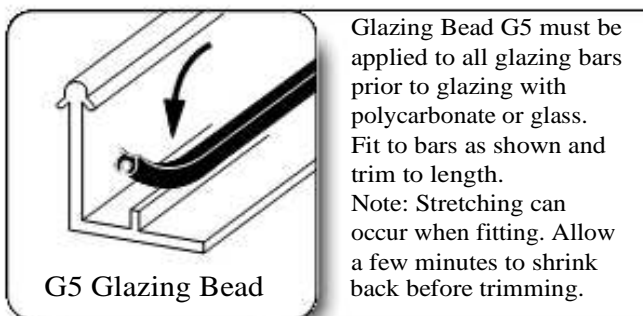 Glazing Bead G5 must be
applied to all glazing bars
prior to glazing with
polycarbonate or glass.
Fit to bars as shown and
trim to length.
Note: Stretching can
occur when fitting. Allow
a few minutes to shrink
back before trimming.
G5 Glazing Bead